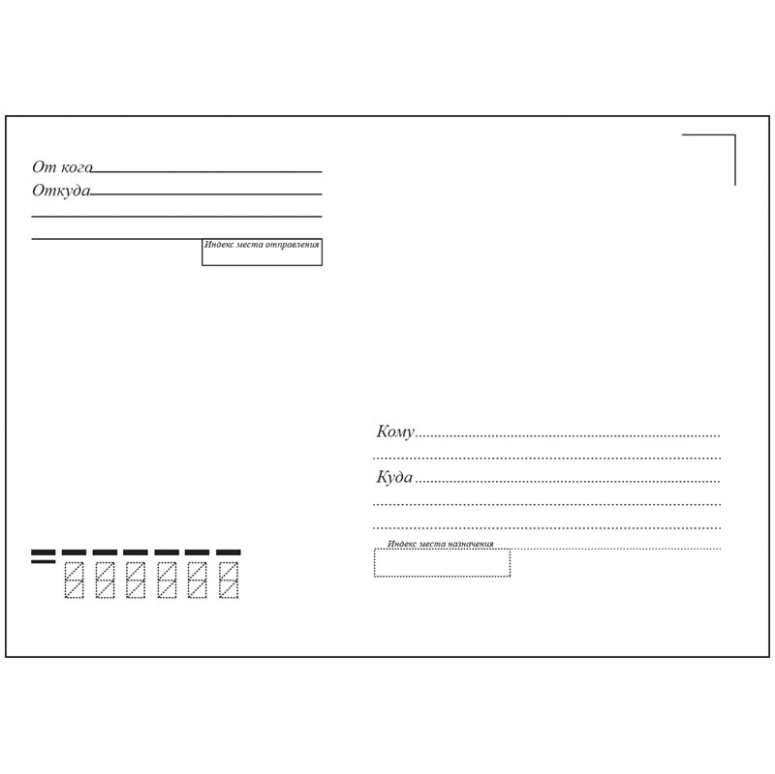 От кого
Откуда
Индекс места отправления
Кому
Куда
Индекс места назначения